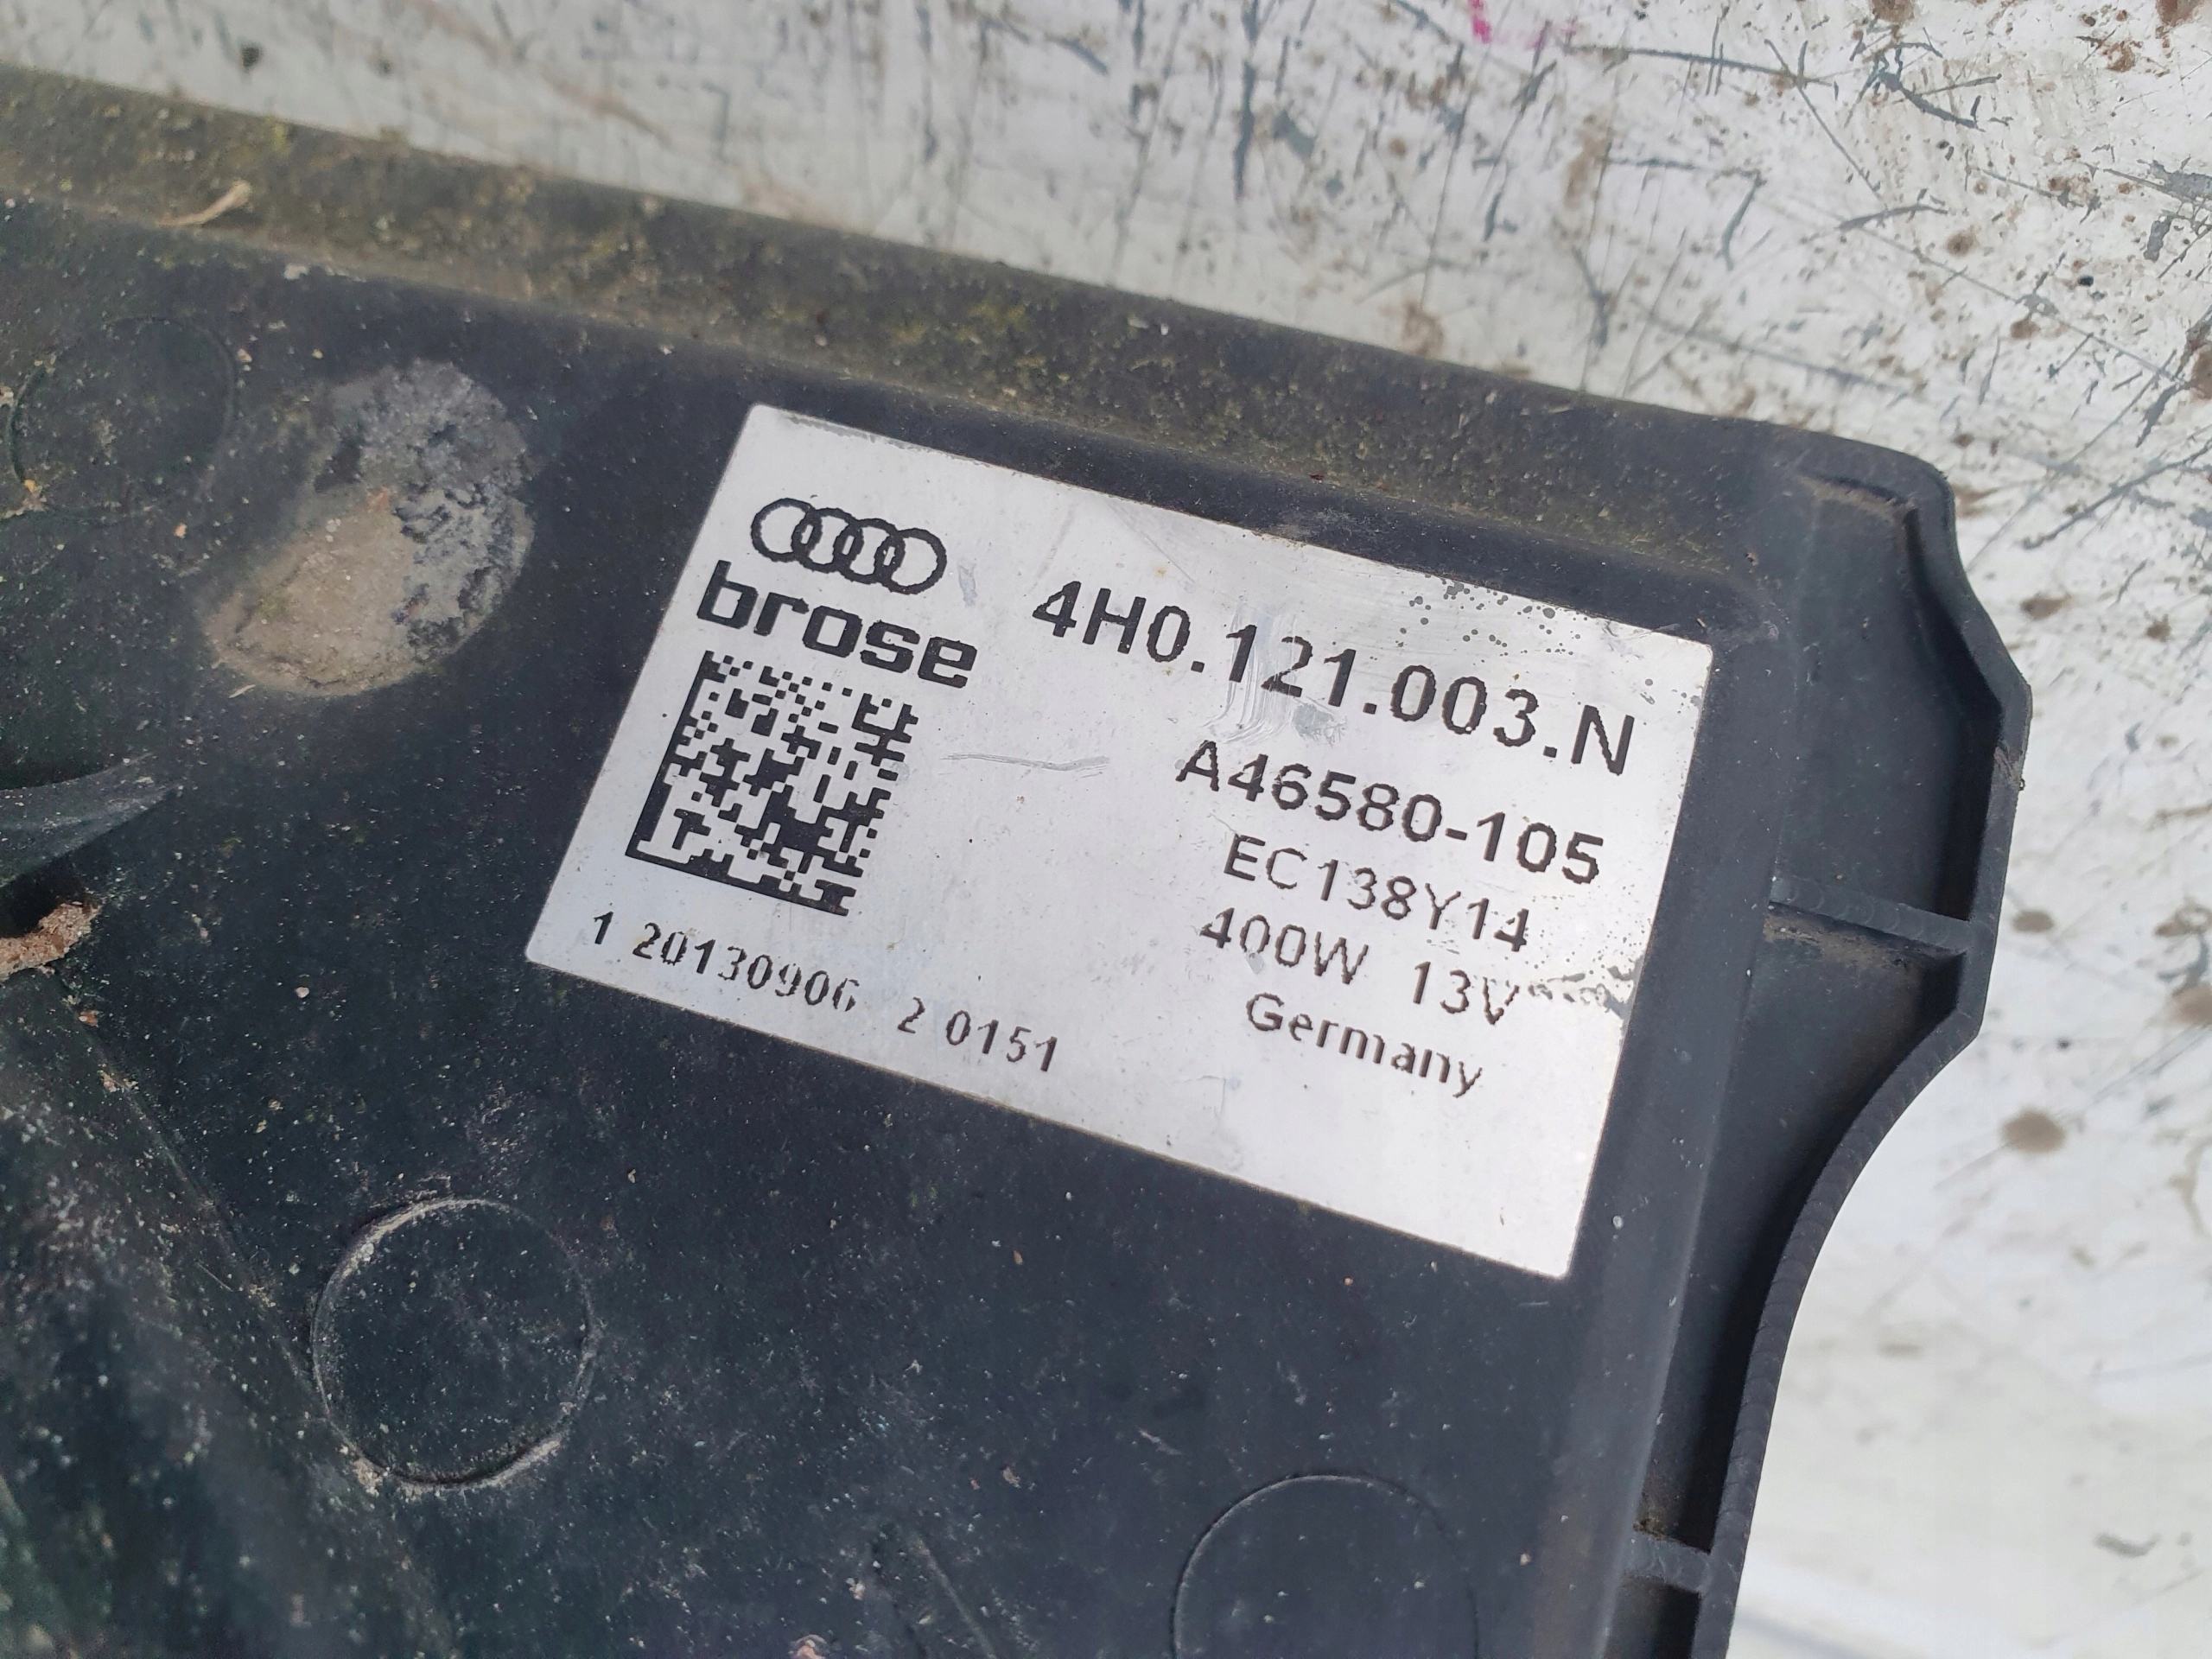 brose
4H0.121.003.N
A46580-105
EC138Y14
400W 13V
Germany
1 20130906 2 0151